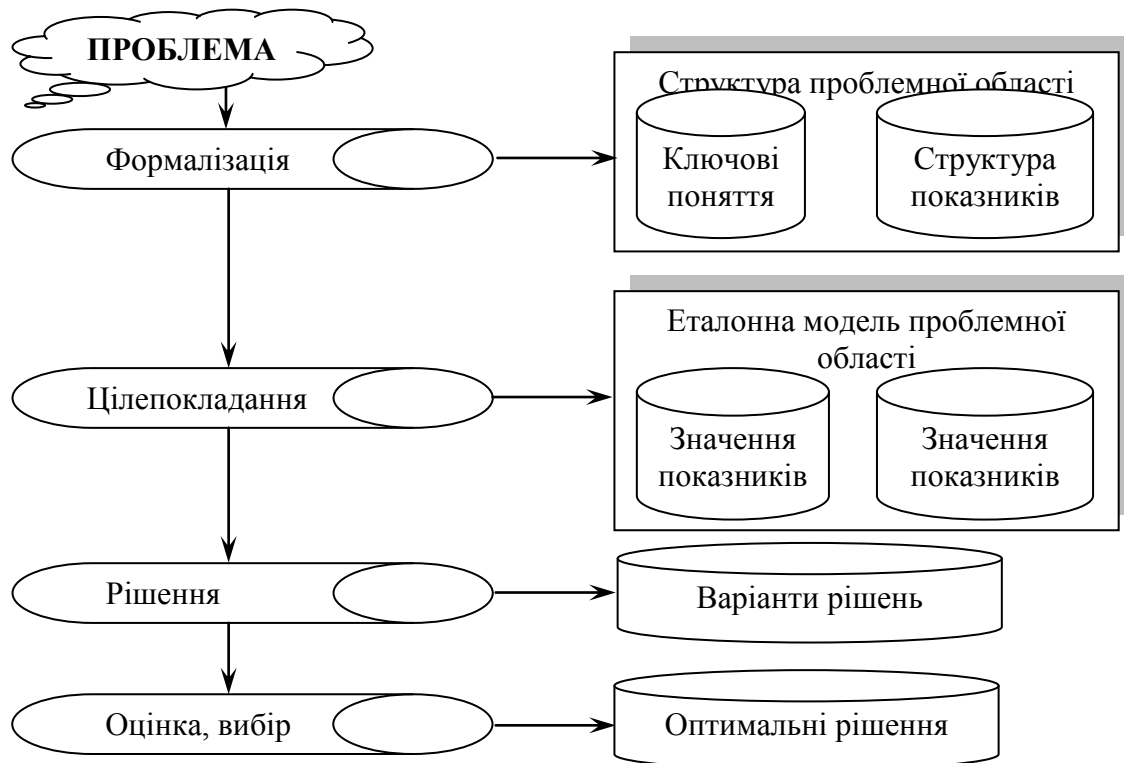 ПРОБЛЕМА
Структура проблемної області
Формалізація
Ключові
поняття
Структура
показників
Еталонна модель проблемної
області
Цілепокладання
Значення
показників
Значення
показників
Рішення
Варіанти рішень
Оцінка, вибір
Оптимальні рішення